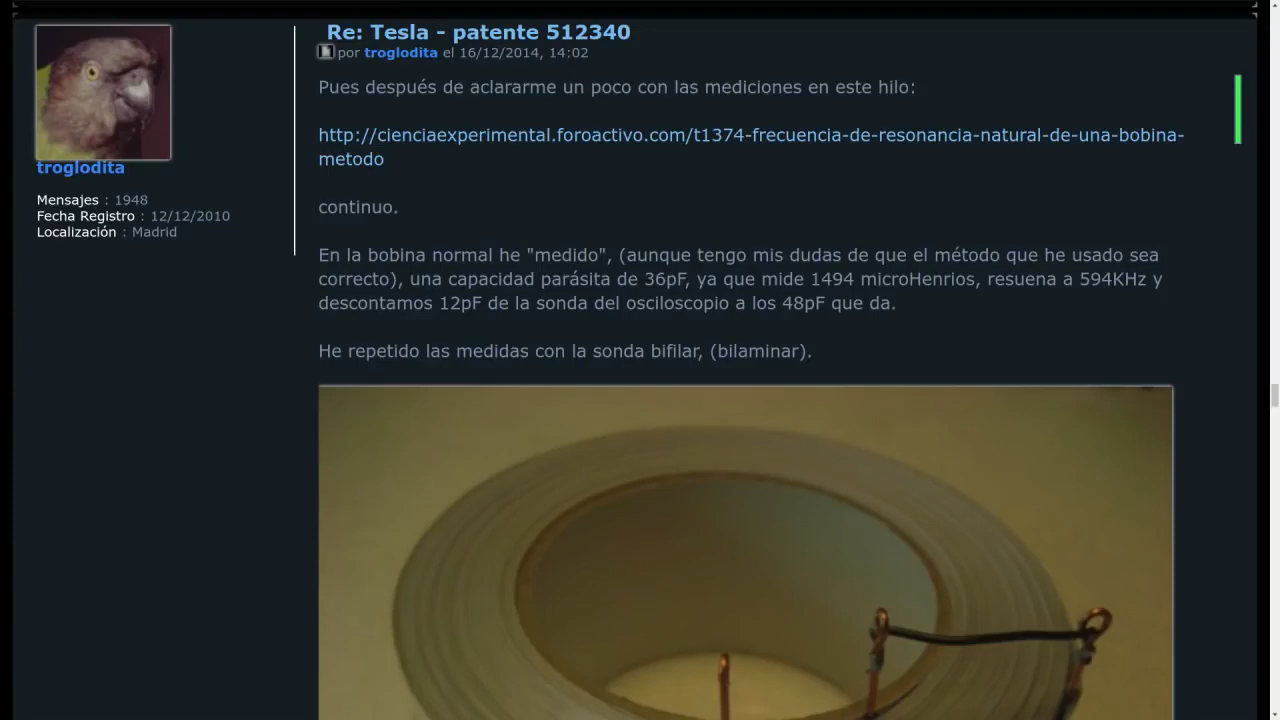 Re: Tesla - patente 512340
por troglodita el 16/12/2014, 14:02
troglodita
Mensajes : 1948
Fecha Registro : 12/12/2010
Localización : Madrid
Pues después de aclararme un poco con las mediciones en este hilo:
http://cienciaexperimental.foroactivo.com/t1374-frecuencia-de-resonancia-natural-de-una-bobina-
metodo
continuo.
En la bobina normal he "medido", (aunque tengo mis dudas de que el método que he usado sea
correcto), una capacidad parásita de 36pF, ya que mide 1494 microHenrios, resuena a 594KHz y
descontamos 12pF de la sonda del osciloscopio a los 48pF que da.
He repetido las medidas con la sonda bifilar, (bilaminar).